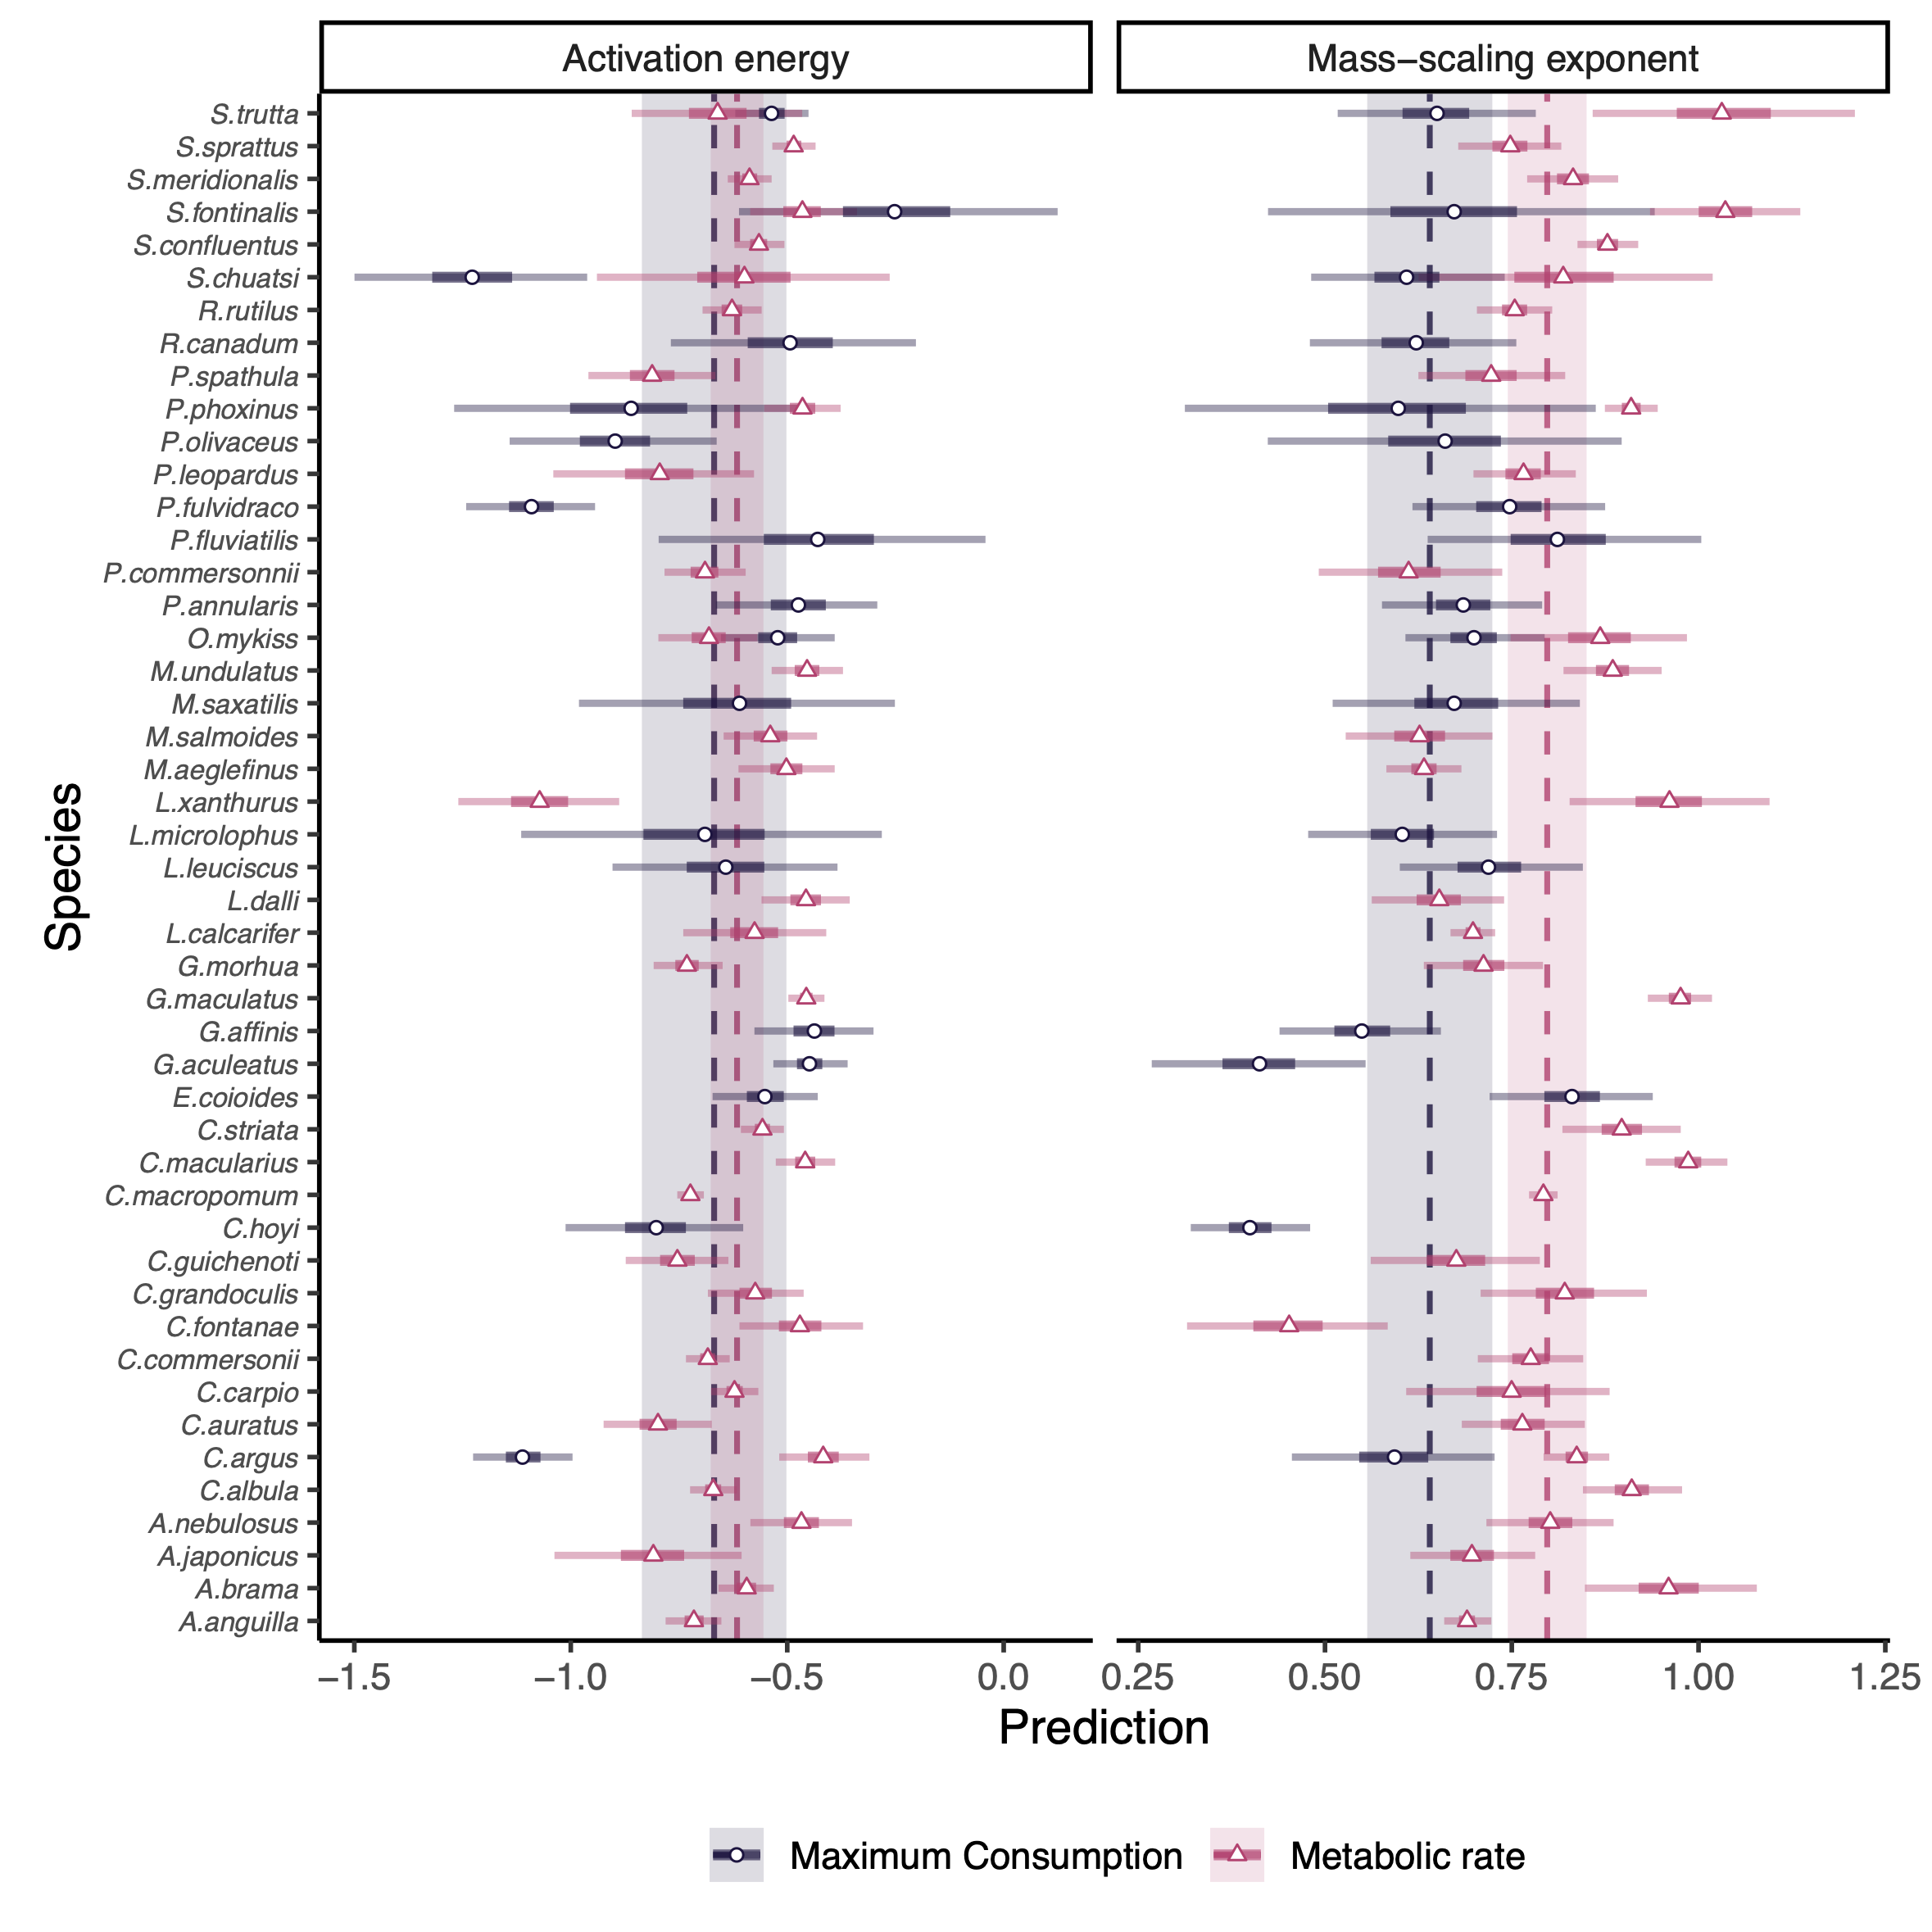 Activation energy
Mass−scaling exponent
Species
S.trutta
S.sprattus
S.meridionalis
S.fontinalis
S.confluentus
S.chuatsi
R.rutilus
R.canadum
P.spathula
P.phoxinus
P.olivaceus
P.leopardus
P.fulvidraco
P.fluviatilis
P.commersonnii
P.annularis
O.mykiss
M.undulatus
M.saxatilis
M.salmoides
M.aeglefinus
L.xanthurus
L.microlophus
L.leuciscus
L.dalli
L.calcarifer
G.morhua
G.maculatus
G.affinis
G.aculeatus
E.coioides
C.striata
C.macularius
C.macropomum
C.hoyi
C.guichenoti
C.grandoculis
C.fontanae
C.commersonii
C.carpio
C.auratus
C.argus
C.albula
A.nebulosus
A.japonicus
A.brama
A.anguilla
−1.5 −1.0 −0.5 0.0 0.25 0.50 0.75 1.00 1.25
Prediction
Maximum Consumption Metabolic rate